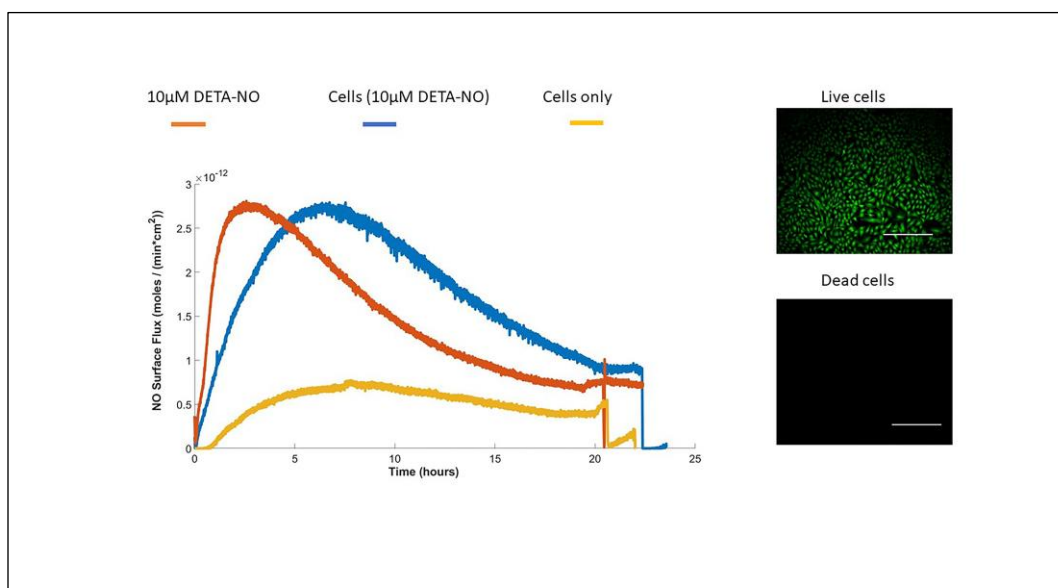 10µM DETA-NO Cells (10µM DETA-NO) Cells only
Live cells
×10⁻¹²
3
2.5
2
1.5
1
0.5
0
NO Surface Flux (moles / (min*cm²))
0 5 10 15 20 25
Time (hours)
Dead cells